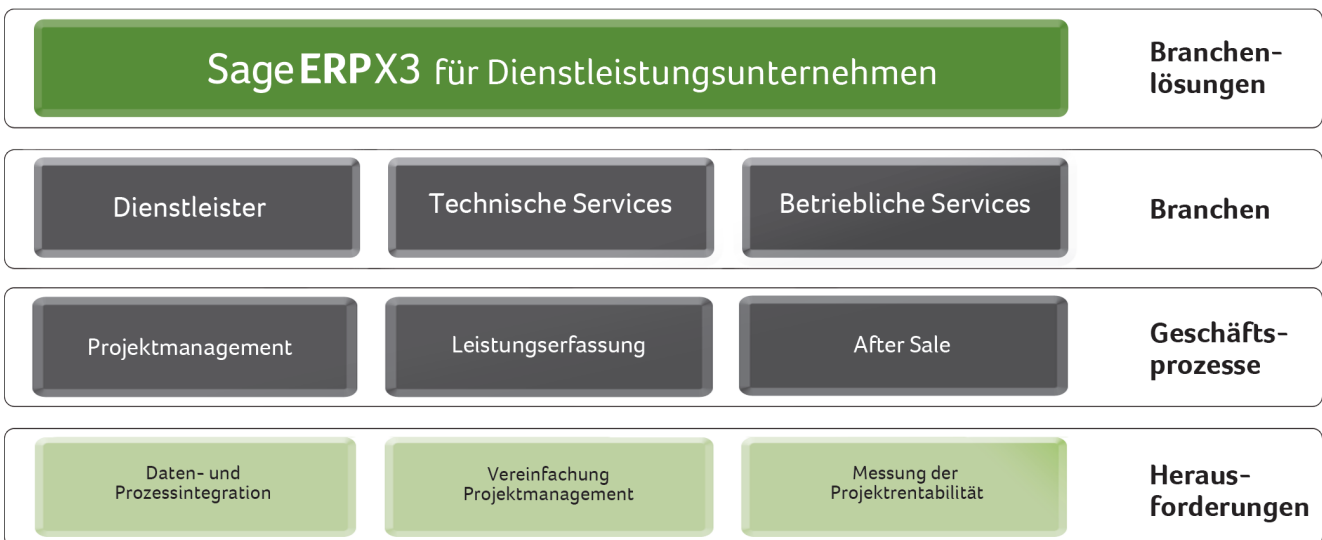 Sage ERP X3 für Dienstleistungsunternehmen
Branchen-
lösungen
Dienstleister
Technische Services
Betriebliche Services
Branchen
Projektmanagement
Leistungserfassung
After Sale
Geschäfts-
prozesse
Daten- und
Prozessintegration
Vereinfachung
Projektmanagement
Messung der
Projektrentabilität
Heraus-
forderungen